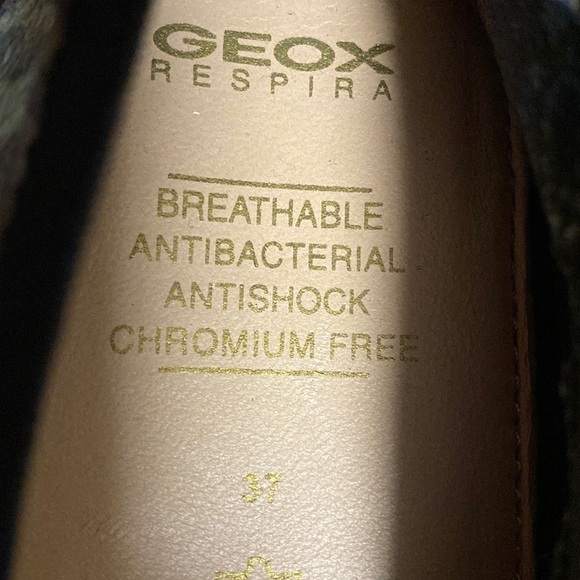 GEOX
RESPIRA
BREATHABLE
ANTIBACTERIAL
ANTISHOCK
CHROMIUM FREE
37